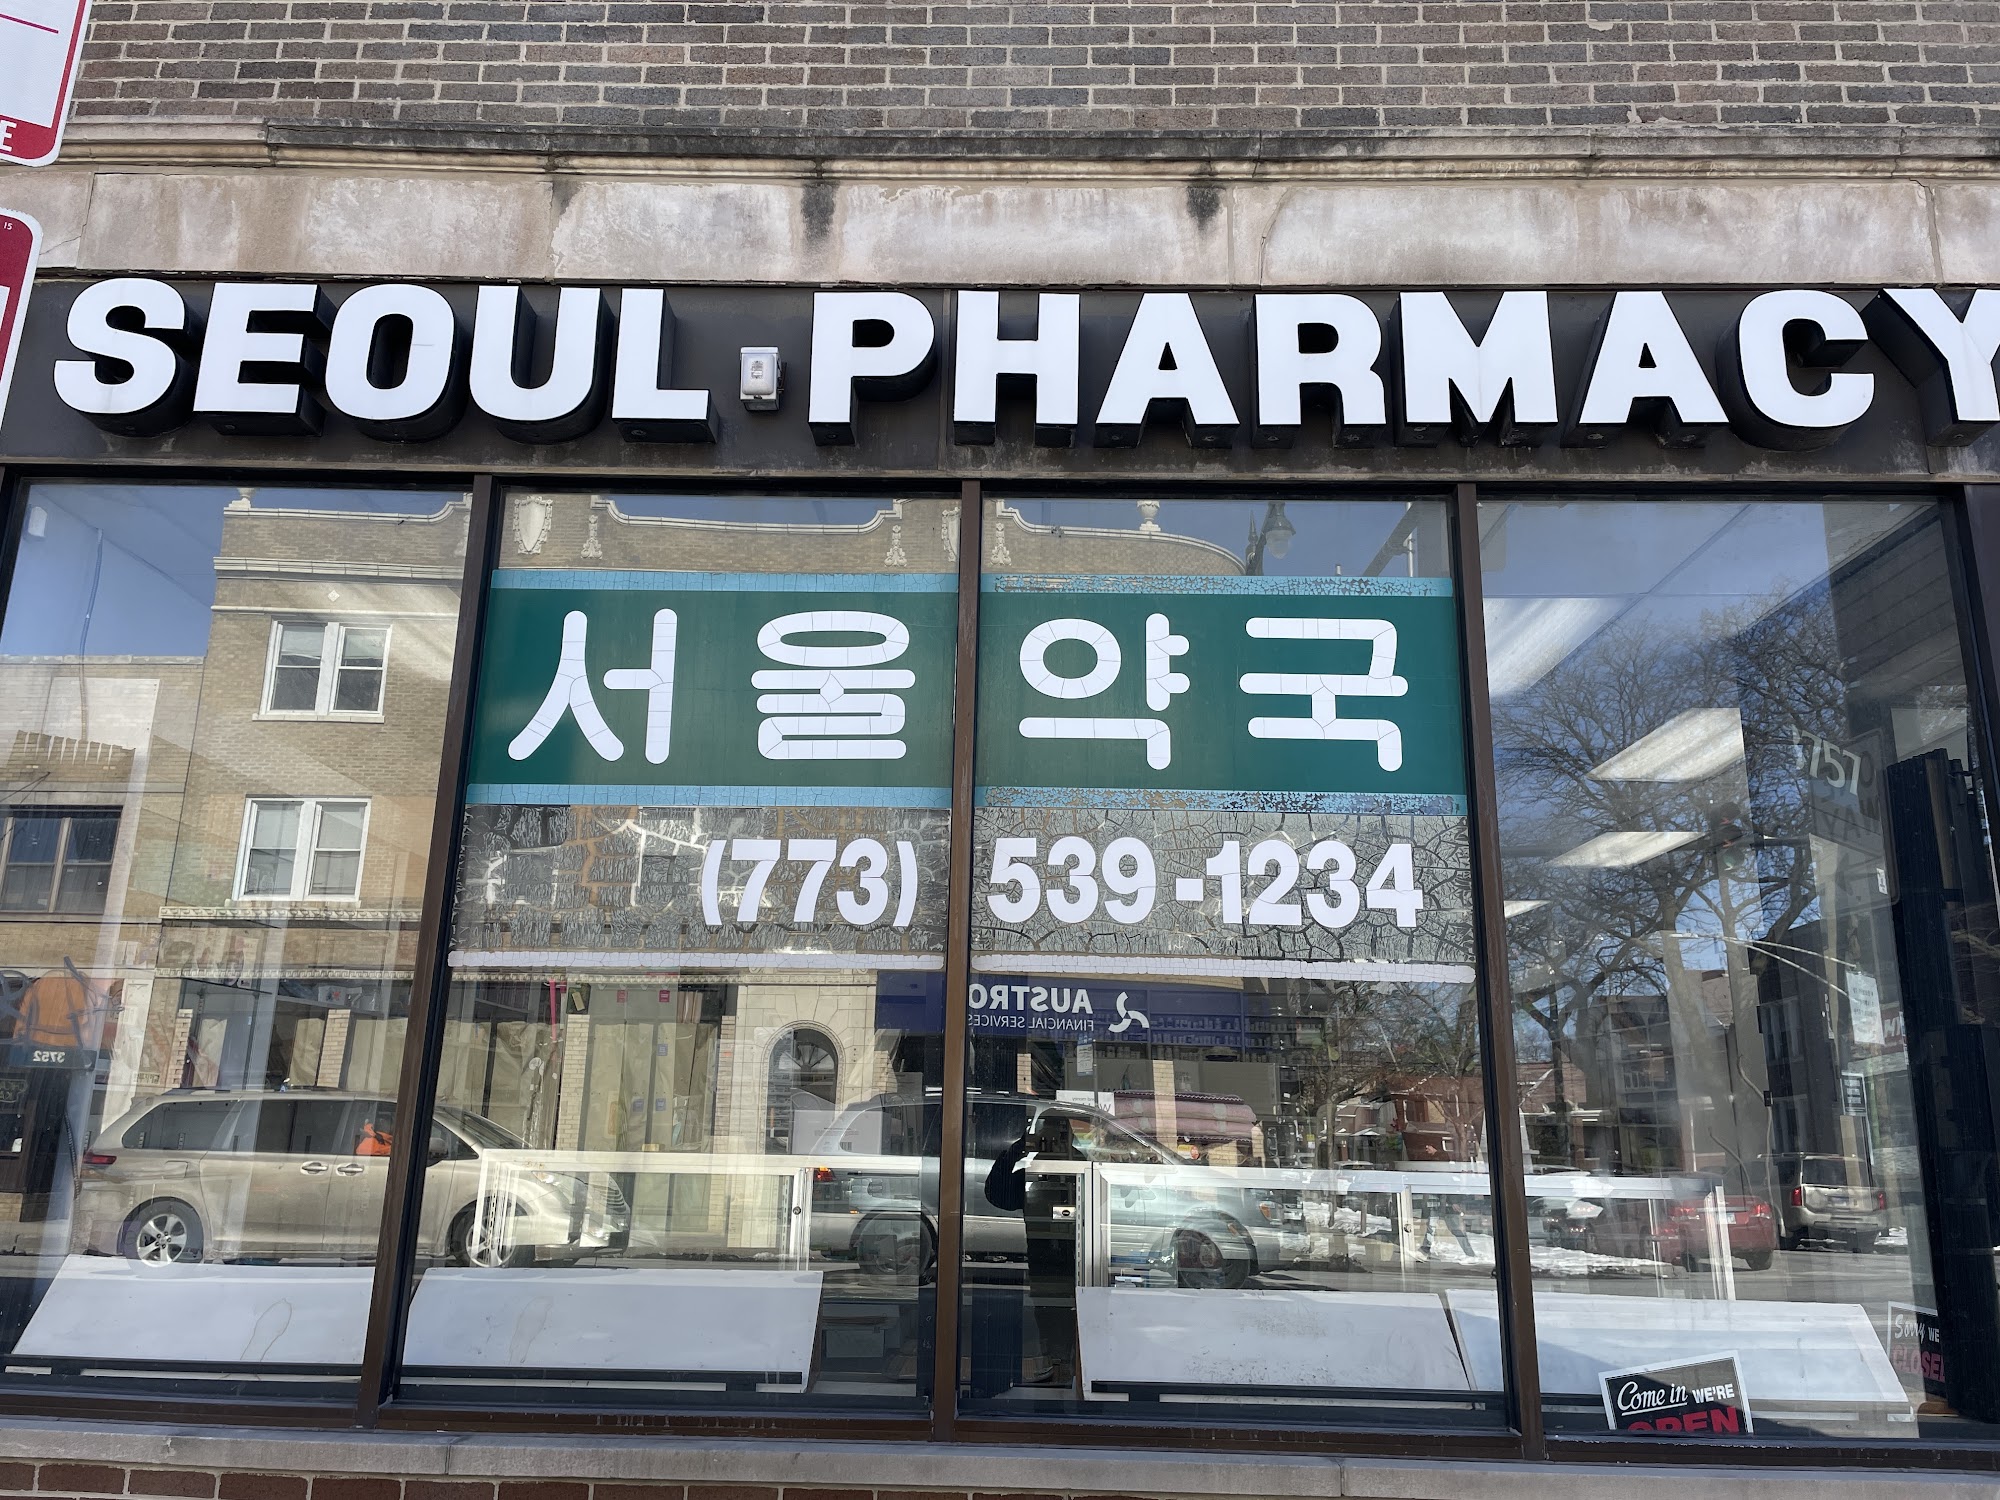 SEOUL PHARMACY
서울약국
(773) 539-1234
AUSTRO
FINANCIAL SERVICES
3752
Sorry WE
CLOSED
Come in WE'RE
OPEN